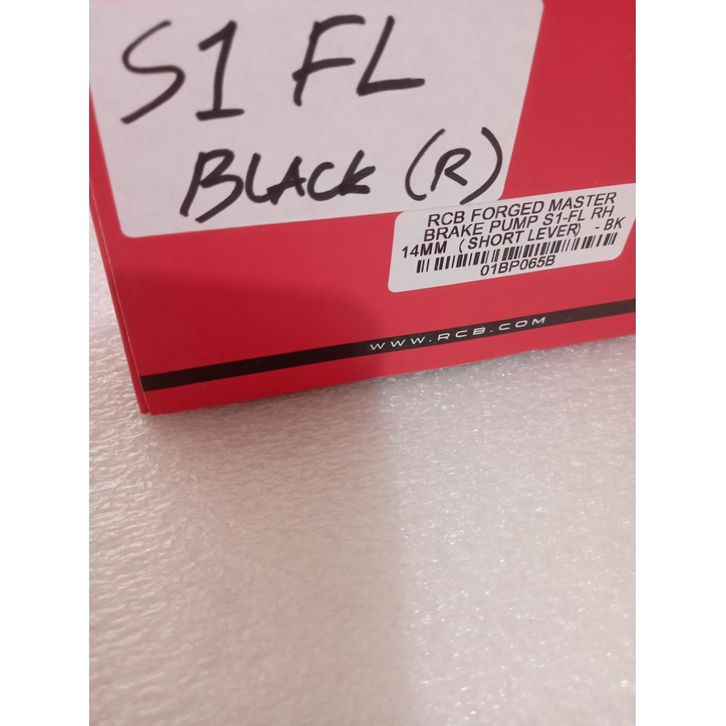 S1 FL
BLACK (R)
RCB FORGED MASTER
BRAKE PUMP S1-FL RH
14MM (SHORT LEVER) - BK
01BP065B
WWW.RCB.COM